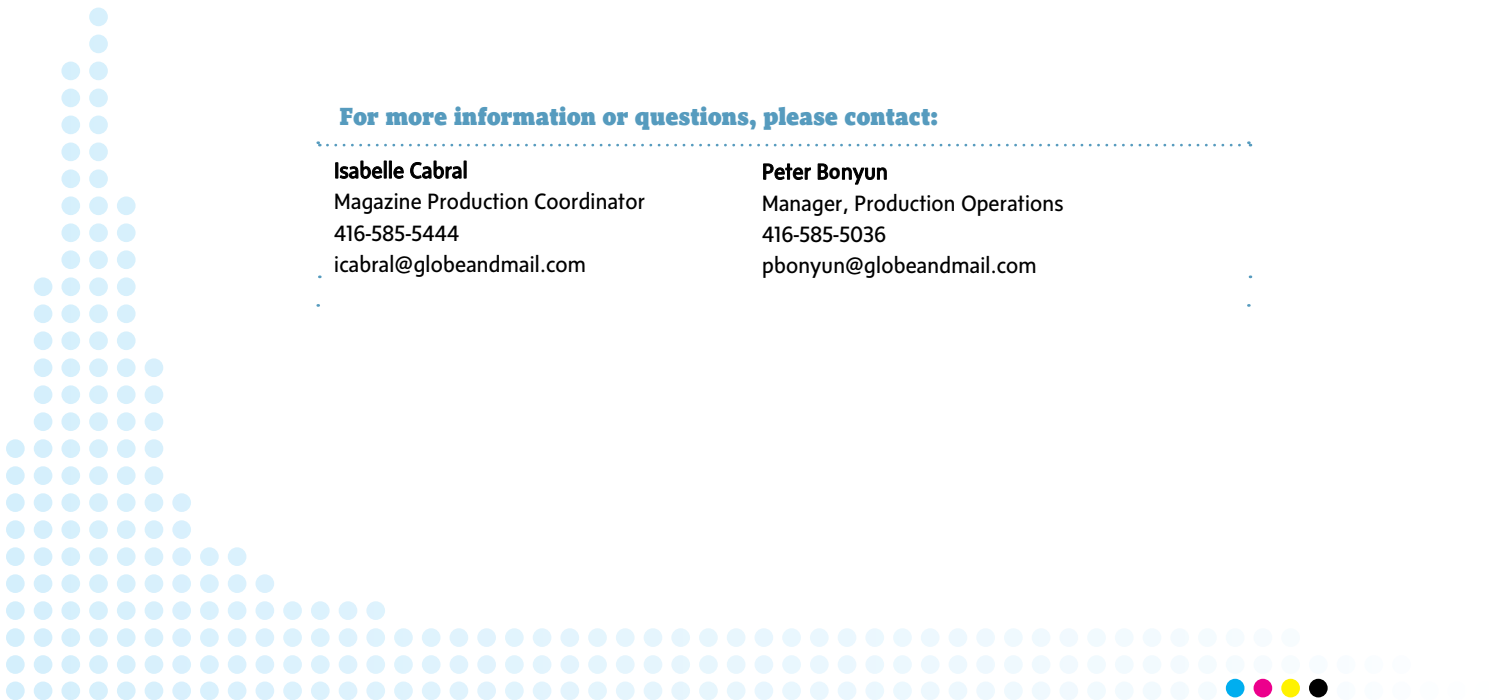 For more information or questions, please contact:
Isabelle Cabral
Magazine Production Coordinator
416-585-5444
icabral@globeandmail.com
Peter Bonyun
Manager, Production Operations
416-585-5036
pbonyun@globeandmail.com